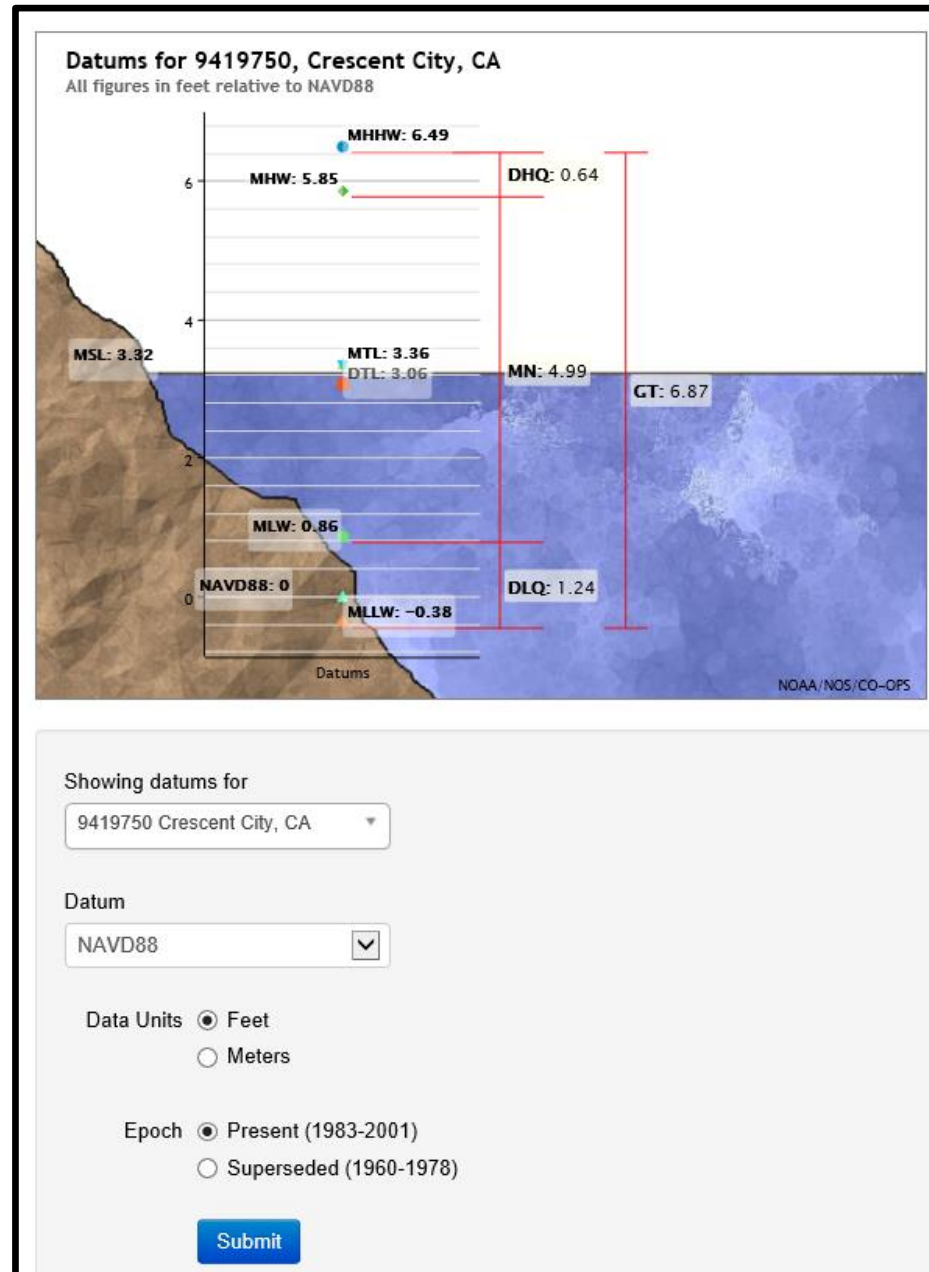 Datums for 9419750, Crescent City, CA
All figures in feet relative to NAVD88
MHHW: 6.49
DHQ: 0.64
MHW: 5.85
6
4
MSL: 3.32
MTL: 3.36
DTL: 3.06
MN: 4.99
GT: 6.87
2
MLW: 0.86
NAVD88: 0
DLQ: 1.24
0
MLLW: −0.38
Datums
NOAA/NOS/CO-OPS
Showing datums for
9419750 Crescent City, CA
Datum
NAVD88
Data Units
Feet
Meters
Epoch
Present (1983-2001)
Superseded (1960-1978)
Submit